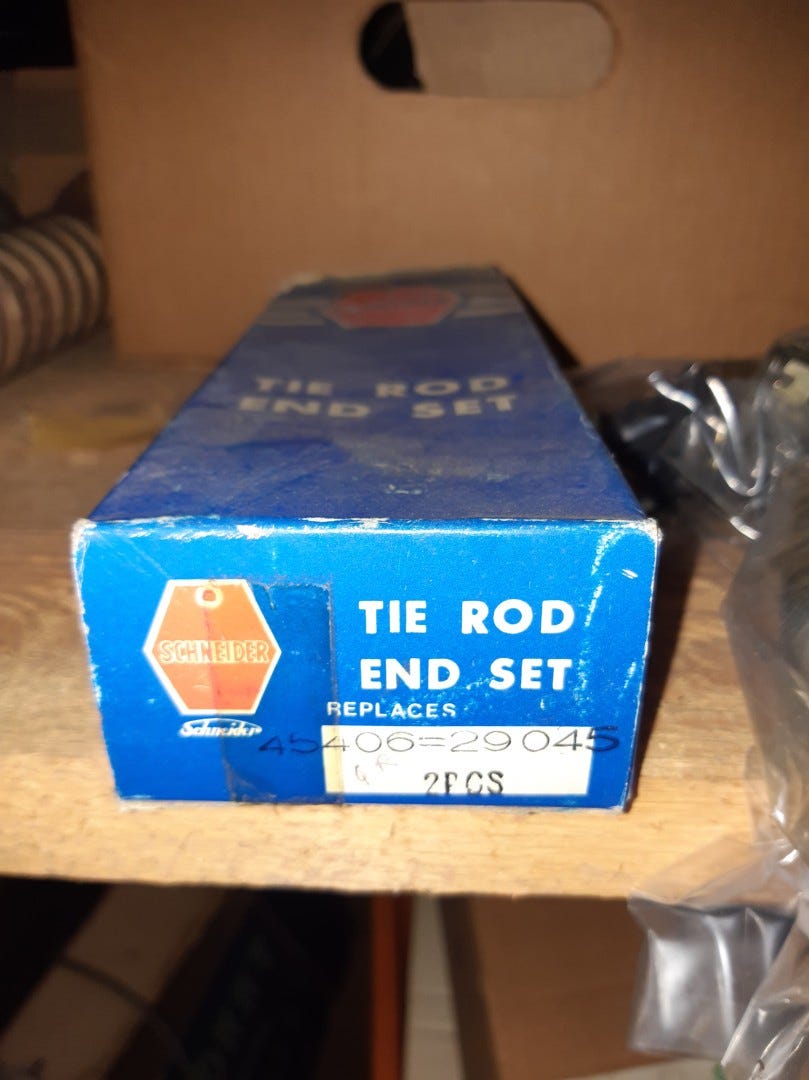 TIE ROD
END SET
SCHNEIDER
Schneider
TIE ROD
END SET
REPLACES
45406=29045
2PCS